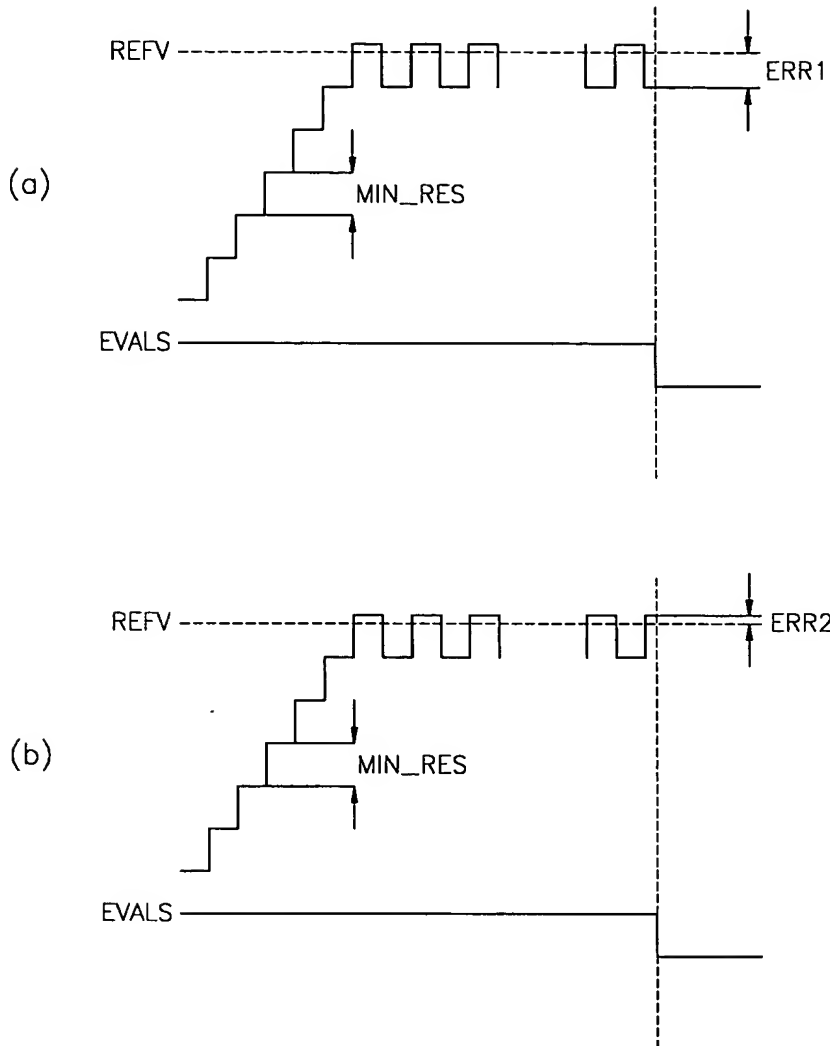 REFV
ERR1
(a)
MIN_RES
EVALS
REFV
ERR2
(b)
MIN_RES
EVALS